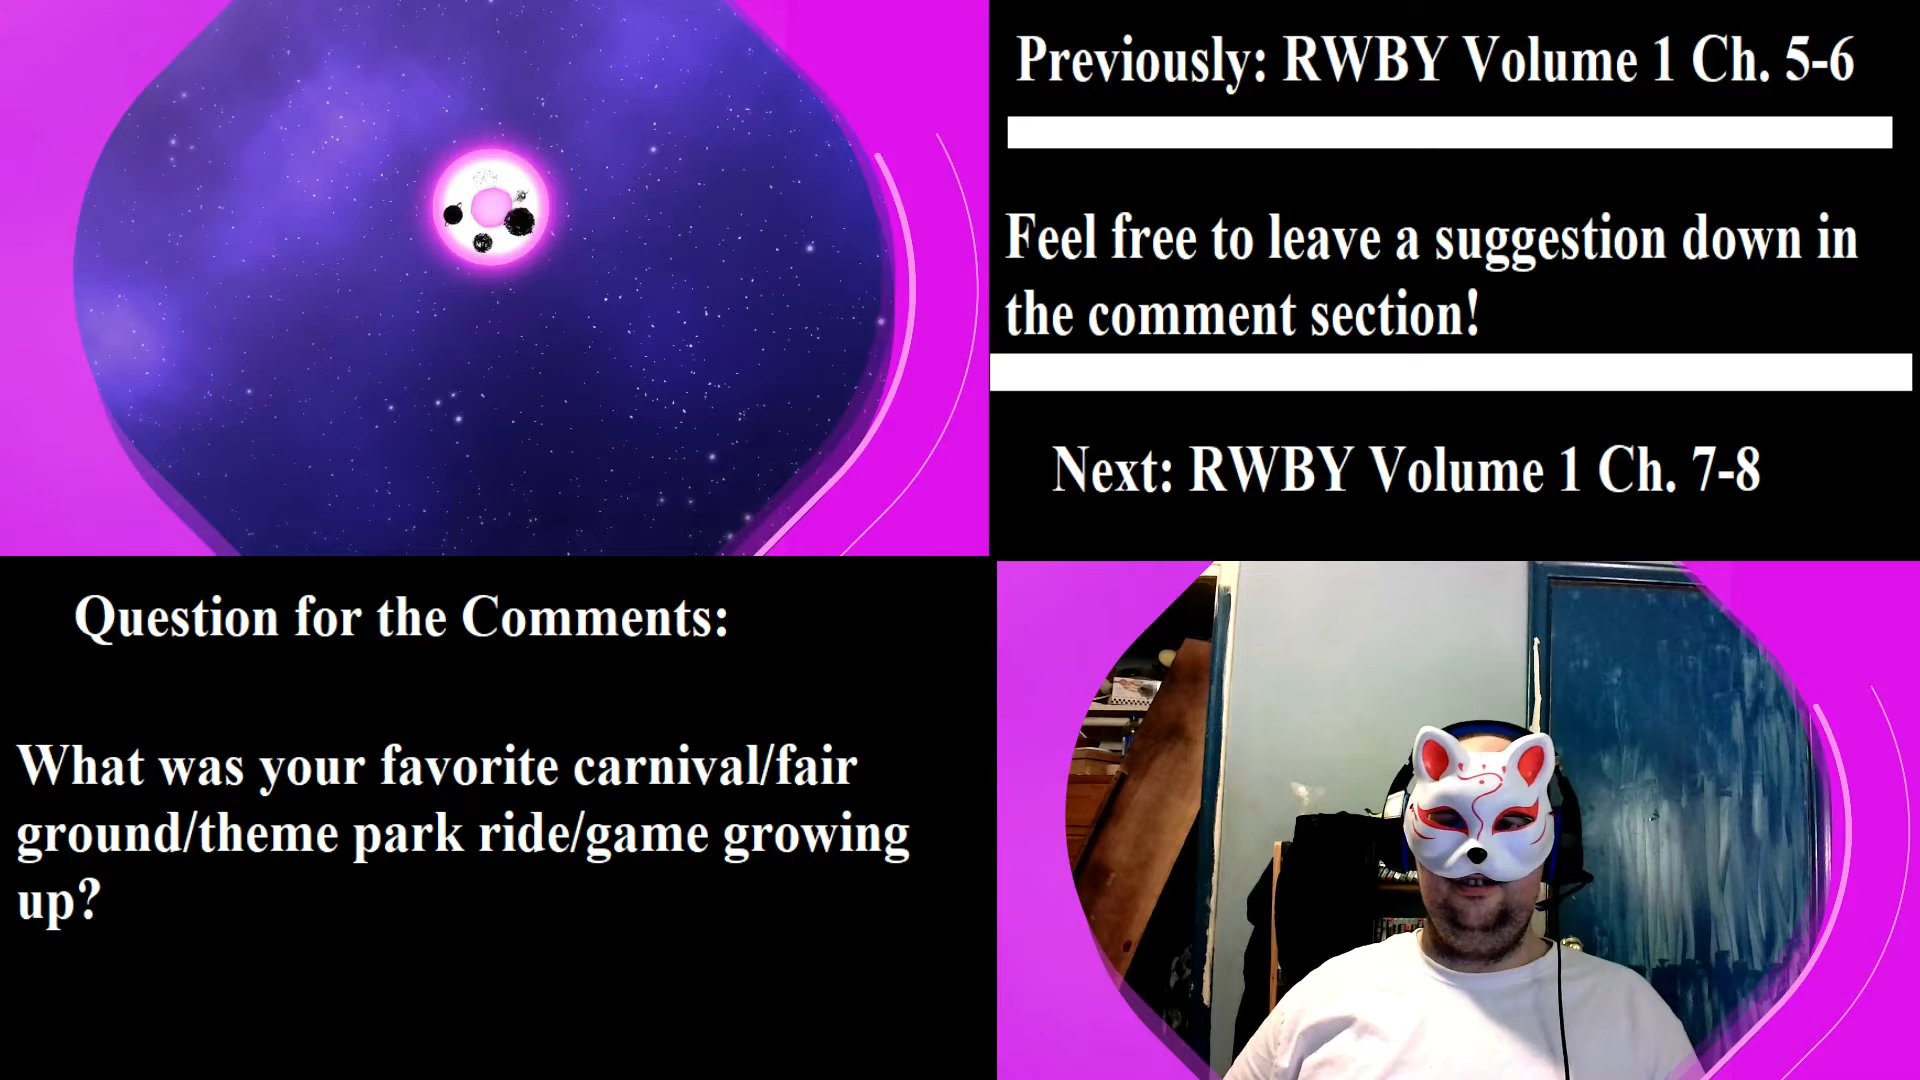 Previously: RWBY Volume 1 Ch. 5-6
Feel free to leave a suggestion down in
the comment section!
Next: RWBY Volume 1 Ch. 7-8
Question for the Comments:
What was your favorite carnival/fair
ground/theme park ride/game growing
up?